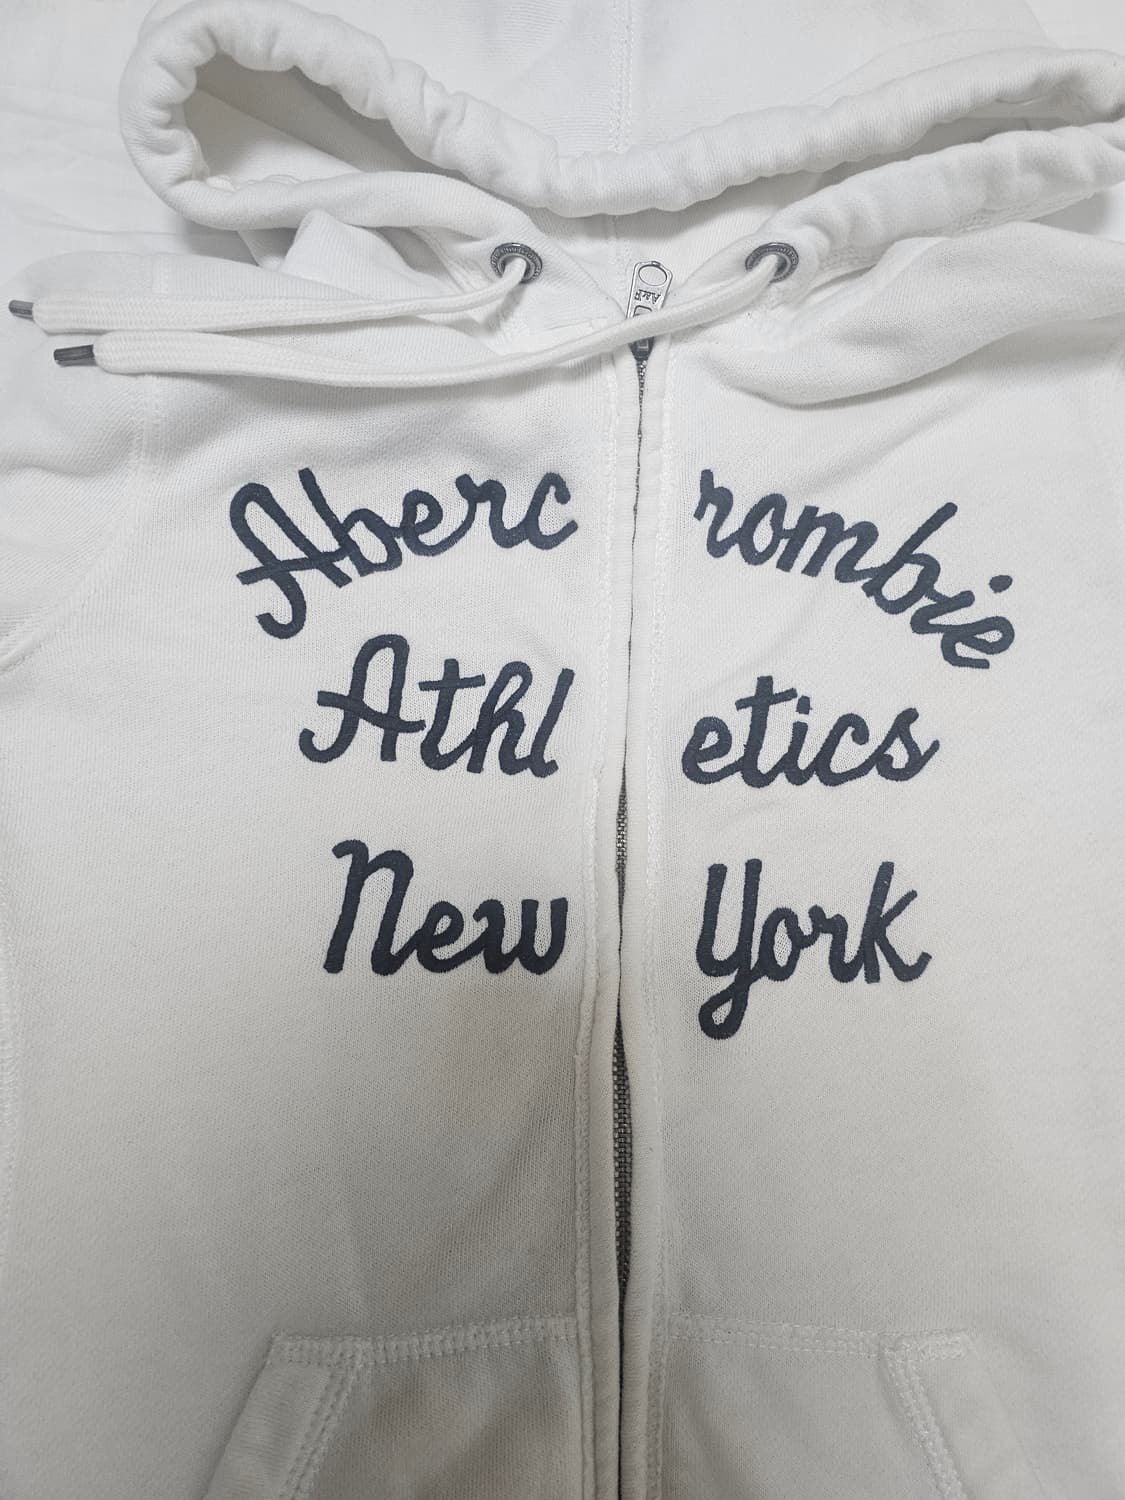 A&F
Abercrombie
Athletics
New York